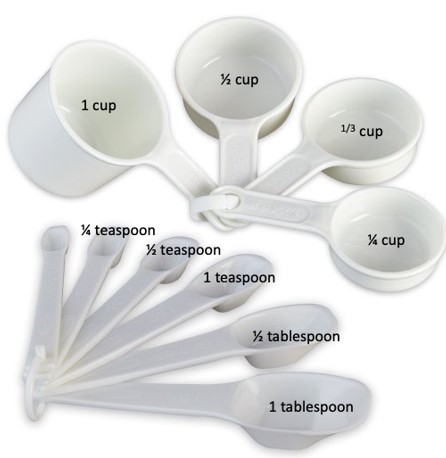 1 cup
½ cup
1/3 cup
¼ cup
¼ teaspoon
½ teaspoon
1 teaspoon
½ tablespoon
1 tablespoon